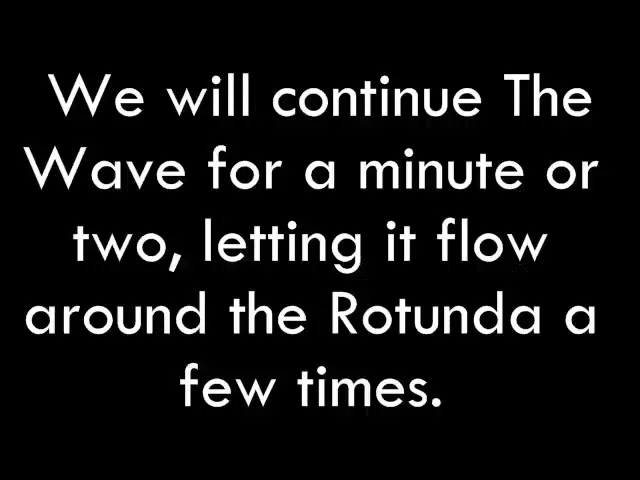 We will continue The
Wave for a minute or
two, letting it flow
around the Rotunda a
few times.